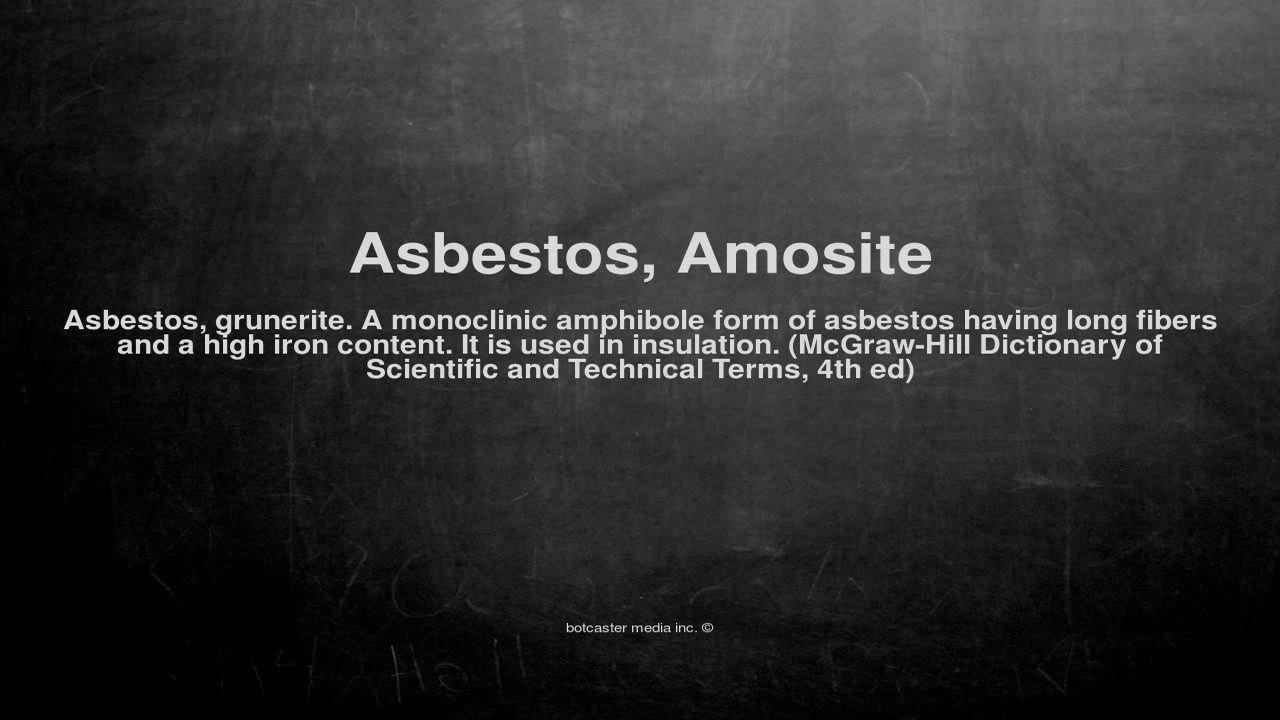 Asbestos, Amosite
Asbestos, grunerite. A monoclinic amphibole form of asbestos having long fibers
and a high iron content. It is used in insulation. (McGraw-Hill Dictionary of
Scientific and Technical Terms, 4th ed)
botcaster media inc. ©